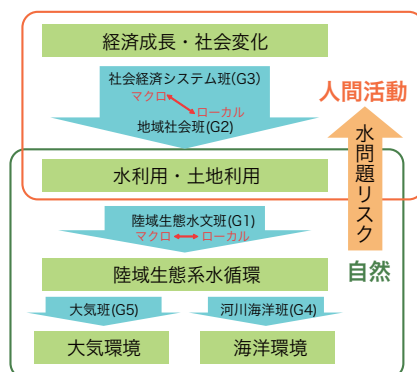 経済成長・社会変化
社会経済システム班(G3)
マクロ
ローカル
地域社会班(G2)
人間活動
水問題リスク
水利用・土地利用
陸域生態水文班(G1)
マクロ
ローカル
自然
陸域生態系水循環
大気班(G5)
河川海洋班(G4)
大気環境
海洋環境